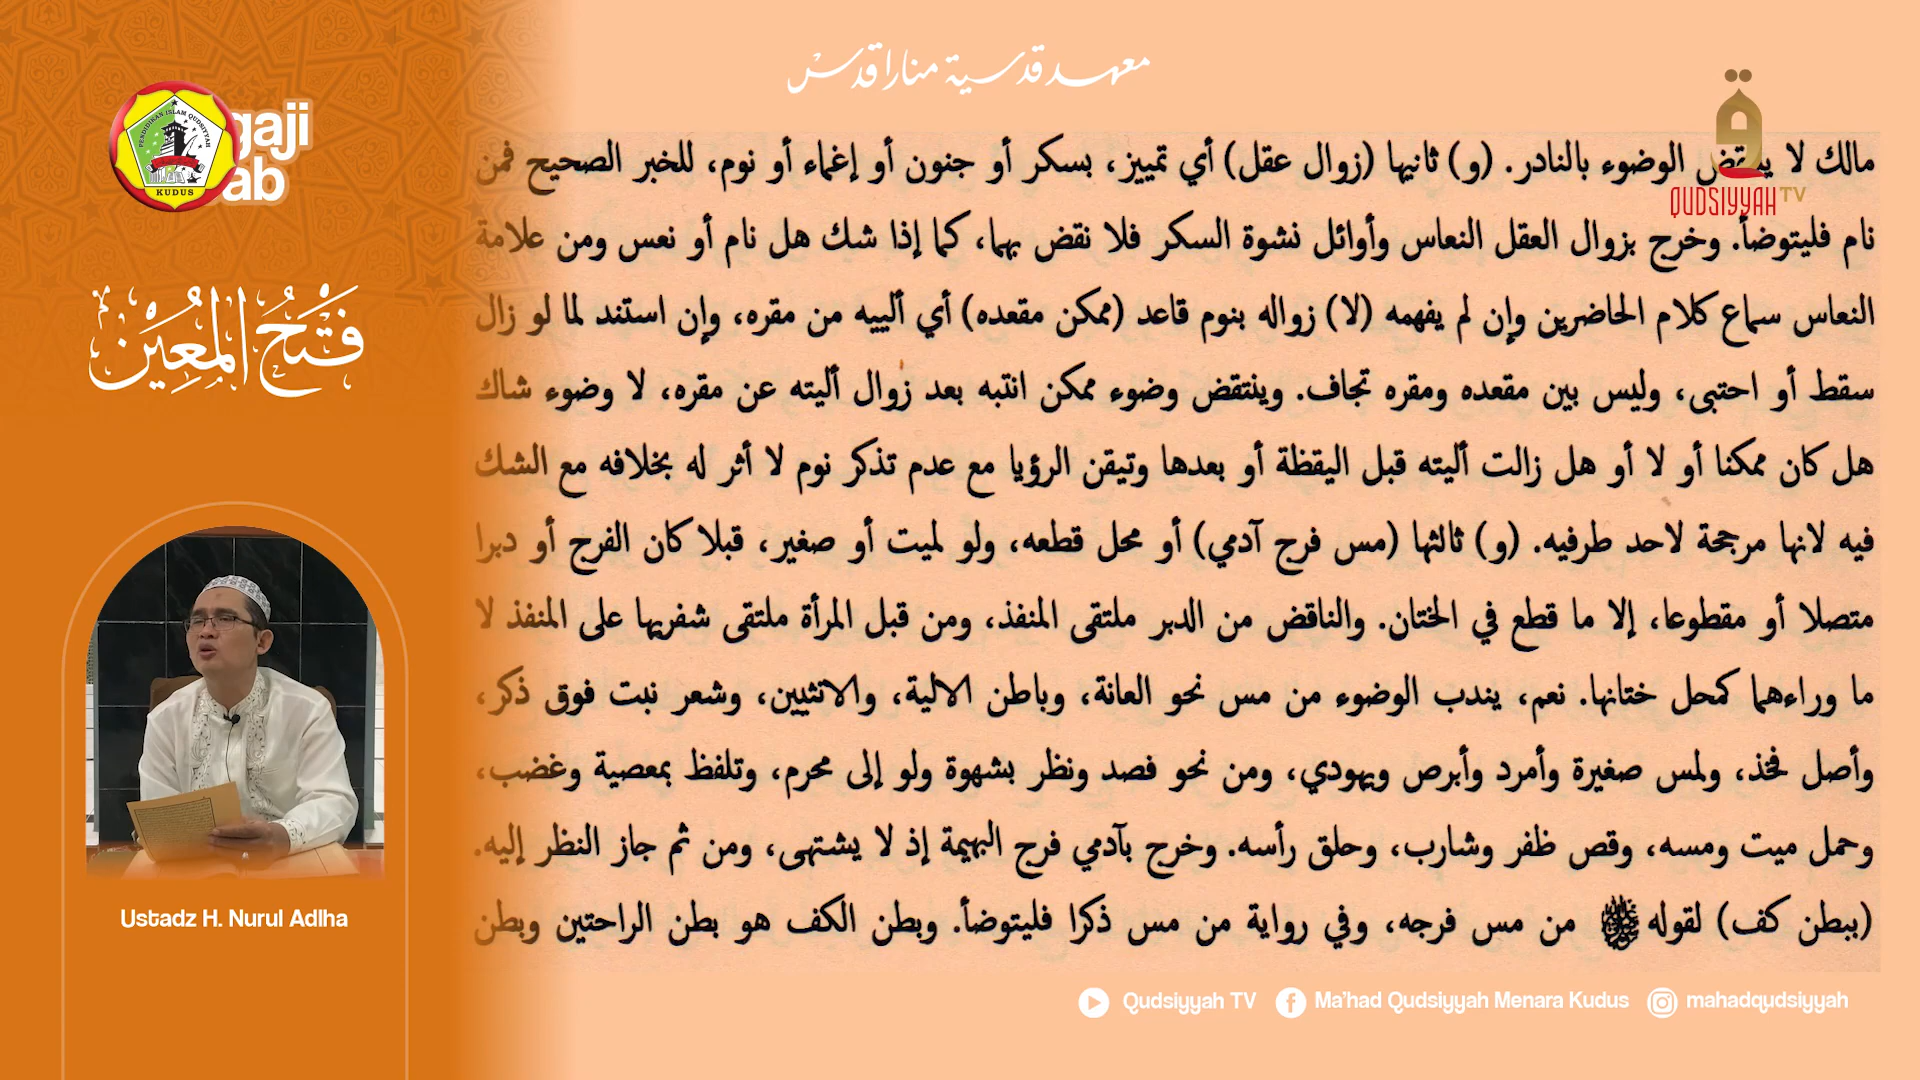 معهد قدسية منارا قدس
gaji
ab
PENDIDIKAN ISLAM QUDSIYYAH
KUDUS
QUDSIYYAH TV
فَتْحُ المُعِيْن
مالك لا ينقض الوضوء بالنادر. (و) ثانيها (زوال عقل) أي تمييز، بسكر أو جنون أو إغماء أو نوم، للخبر الصحيح فمن
نام فليتوضأ. وخرج بزوال العقل النعاس وأوائل نشوة السكر فلا نقض بهما، كما إذا شك هل نام أو نعس ومن علامة
النعاس سماع كلام الحاضرين وإن لم يفهمه (لا) زواله بنوم قاعد (ممكن مقعده) أي ألييه من مقره، وإن استند لما لو زال
سقط أو احتبى، وليس بين مقعده ومقره تجاف. وينتقض وضوء ممكن انتبه بعد زوال أليته عن مقره، لا وضوء شاك
هل كان ممكنا أو لا أو هل زالت أليته قبل اليقظة أو بعدها وتيقن الرؤيا مع عدم تذكر نوم لا أثر له بخلافه مع الشك
فيه لانها مرجحة لاحد طرفيه. (و) ثالثها (مس فرج آدمي) أو محل قطعه، ولو لميت أو صغير، قبلا كان الفرج أو دبرا
متصلا أو مقطوعا، إلا ما قطع في الختان. والناقض من الدبر ملتقى المنفذ، ومن قبل المرأة ملتقى شفريها على المنفذ لا
ما وراءهما كمحل ختانها. نعم، يندب الوضوء من مس نحو العانة، وباطن الالية، والانثيين، وشعر نبت فوق ذكر،
وأصل فخذ، ولمس صغيرة وأمرد وأبرص ويهودي، ومن نحو فصد ونظر بشهوة ولو إلى محرم، وتلفظ بمعصية وغضب،
وحمل ميت ومسه، وقص ظفر وشارب، وحلق رأسه. وخرج بآدمي فرج البهيمة إذ لا يشتهى، ومن ثم جاز النظر إليه.
(ببطن كف) لقوله ﷺ من مس فرجه، وفي رواية من مس ذكرا فليتوضأ. وبطن الكف هو بطن الراحتين وبطن
Ustadz H. Nurul Adlha
Qudsiyyah TV
Ma'had Qudsiyyah Menara Kudus
mahadqudsiyyah